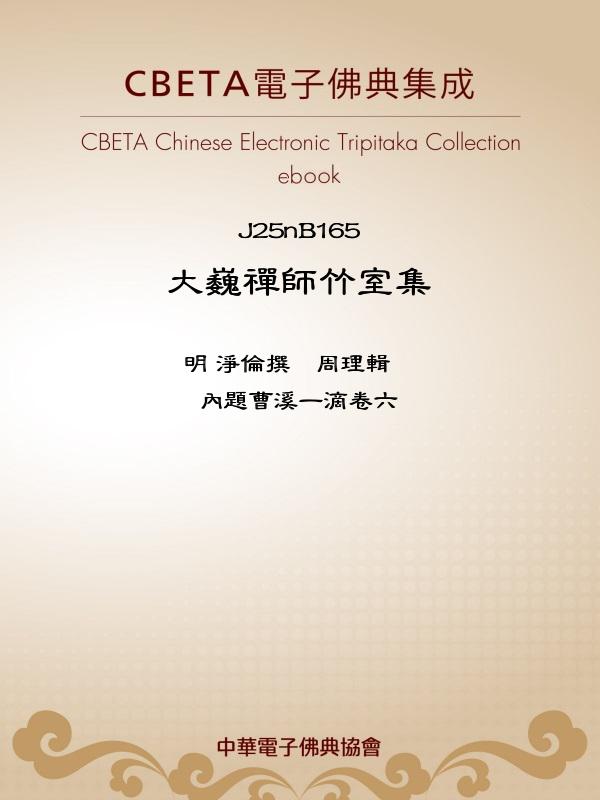 CBETA電子佛典集成
CBETA Chinese Electronic Tripitaka Collection
ebook
J25nB165
大巍禪師竹室集
明 淨倫撰　周理輯
內題曹溪一滴卷六
中華電子佛典協會